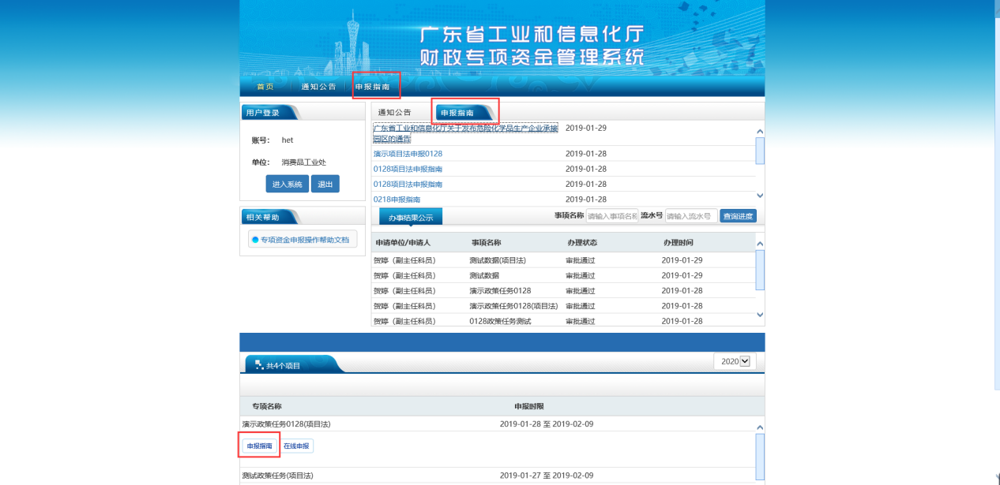 广东省工业和信息化厅
财政专项资金管理系统
首页 通知公告 申报指南
用户登录
账号： het
单位： 消费品工业处
进入系统 退出
相关帮助
专项资金申报操作帮助文档
通知公告 申报指南
广东省工业和信息化厅关于发布危险化学品生产企业承接 2019-01-29
园区的通告
演示项目法申报0128 2019-01-28
0128项目法申报指南 2019-01-28
0128项目法申报指南 2019-01-28
0218申报指南 2019-01-28
办事结果公示 事项名称 请输入事项名称 流水号 请输入流水号 查询进度
申请单位/申请人 事项名称 办理状态 办理时间
贺婷（副主任科员） 测试数据(项目法) 审批通过 2019-01-29
贺婷（副主任科员） 测试数据 审批通过 2019-01-29
贺婷（副主任科员） 演示政策任务0128 审批通过 2019-01-28
贺婷（副主任科员） 演示政策任务0128(项目法) 审批通过 2019-01-28
贺婷（副主任科员） 0128政策任务测试 审批通过 2019-01-28
共4个项目 2020
专项名称 申报时限
演示政策任务0128(项目法) 2019-01-28 至 2019-02-09
申报指南 在线申报
测试政策任务(项目法) 2019-01-27 至 2019-02-09